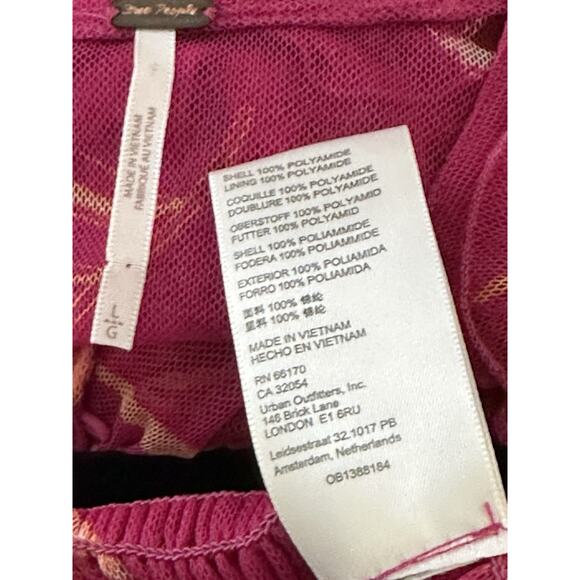 Free People
MADE IN VIETNAM
FABRIQUÉ AU VIETNAM
L/G
SHELL 100% POLYAMIDE
LINING 100% POLYAMIDE
COQUILLE 100% POLYAMIDE
DOUBLURE 100% POLYAMIDE
OBERSTOFF 100% POLYAMID
FUTTER 100% POLYAMID
SHELL 100% POLIAMMIDE
FODERA 100% POLIAMMIDE
EXTERIOR 100% POLIAMIDA
FORRO 100% POLIAMIDA
面料 100% 锦纶
里料 100% 锦纶
MADE IN VIETNAM
HECHO EN VIETNAM
RN 66170
CA 32054
Urban Outfitters, Inc.
146 Brick Lane
LONDON E1 6RU
Leidsestraat 32.1017 PB
Amsterdam, Netherlands
OB1388184